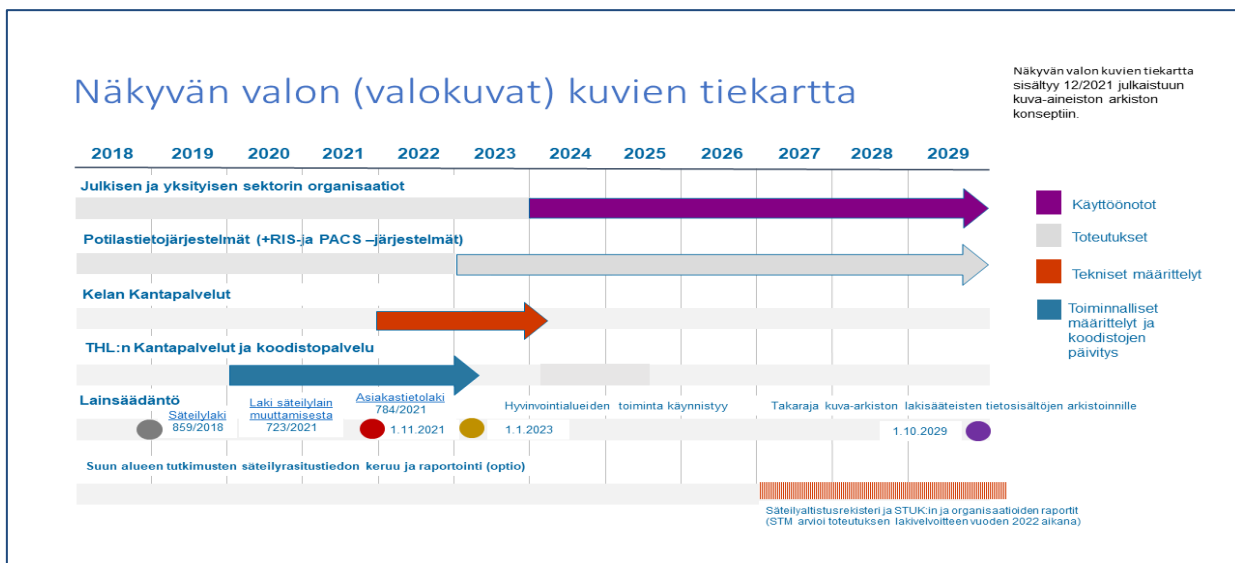 Näkyvän valon (valokuvat) kuvien tiekartta
Näkyvän valon kuvien tiekartta
sisältyy 12/2021 julkaistuun
kuva-aineiston arkiston
konseptiin.
2018 2019 2020 2021 2022 2023 2024 2025 2026 2027 2028 2029
Julkisen ja yksityisen sektorin organisaatiot
Potilastietojärjestelmät (+RIS-ja PACS –järjestelmät)
Kelan Kantapalvelut
THL:n Kantapalvelut ja koodistopalvelu
Lainsäädäntö
Säteilylaki
859/2018
Laki säteilylain
muuttamisesta
723/2021
Asiakastietolaki
784/2021
1.11.2021
Hyvinvointialueiden toiminta käynnistyy
1.1.2023
Takaraja kuva-arkiston lakisääteisten tietosisältöjen arkistoinnille
1.10.2029
Suun alueen tutkimusten säteilyrasitustiedon keruu ja raportointi (optio)
Säteilyaltistusrekisteri ja STUK:in ja organisaatioiden raportit
(STM arvioi toteutuksen lakivelvoitteen vuoden 2022 aikana)
Käyttöönotot
Toteutukset
Tekniset määrittelyt
Toiminnalliset
määrittelyt ja
koodistojen
päivitys